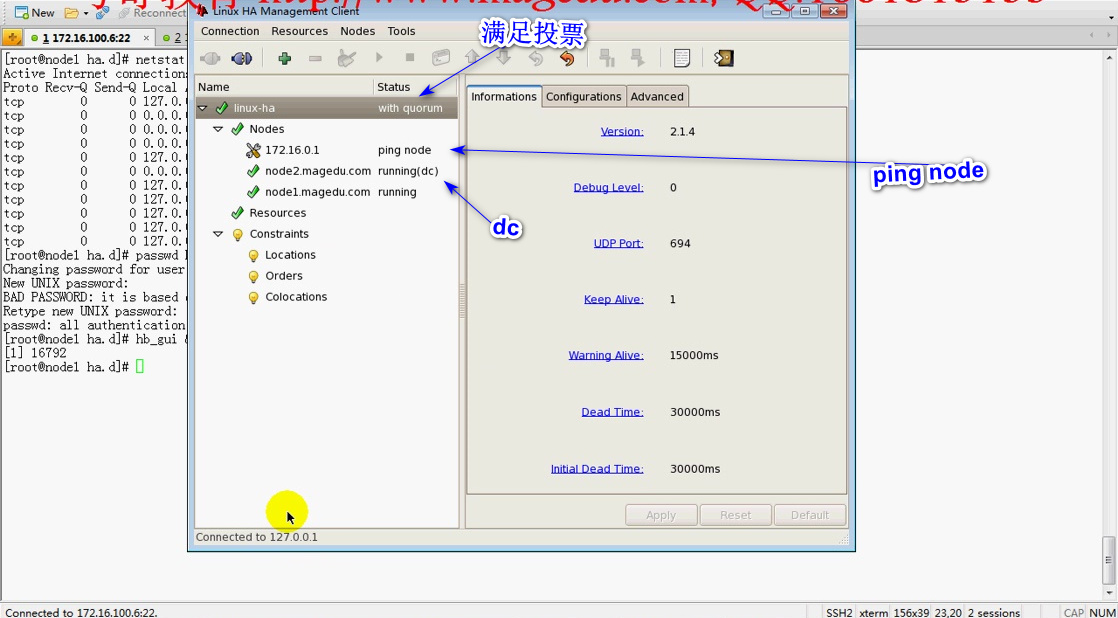 http://www.magedu.com, QQ:
New
Reconnect
Linux HA Management Client
1 172.16.100.6:22
2
Connection Resources Nodes Tools
满足投票
[root@node1 ha.d]# netstat
Active Internet connections
Proto Recv-Q Send-Q Local
tcp 0 0 127.0.
tcp 0 0 0.0.0.
tcp 0 0 0.0.0.
tcp 0 0 0.0.0.
tcp 0 0 127.0.
tcp 0 0 0.0.0.
tcp 0 0 127.0.
tcp 0 0 0.0.0.
tcp 0 0 127.0.
tcp 0 0 127.0.
tcp 0 0 127.0.
[root@node1 ha.d]# passwd
Changing password for user
New UNIX password:
BAD PASSWORD: it is based
Retype new UNIX password:
passwd: all authentication
[root@node1 ha.d]# hb_gui &
[1] 16792
[root@node1 ha.d]#
Name Status
linux-ha with quorum
Nodes
172.16.0.1 ping node
node2.magedu.com running(dc)
node1.magedu.com running
Resources
Constraints
Locations
Orders
Colocations
dc
ping node
Informations Configurations Advanced
Version: 2.1.4
Debug Level: 0
UDP Port: 694
Keep Alive: 1
Warning Alive: 15000ms
Dead Time: 30000ms
Initial Dead Time: 30000ms
Apply Reset Default
Connected to 127.0.0.1
Connected to 172.16.100.6:22.
SSH2 xterm 156x39 23,20 2 sessions CAP NUM